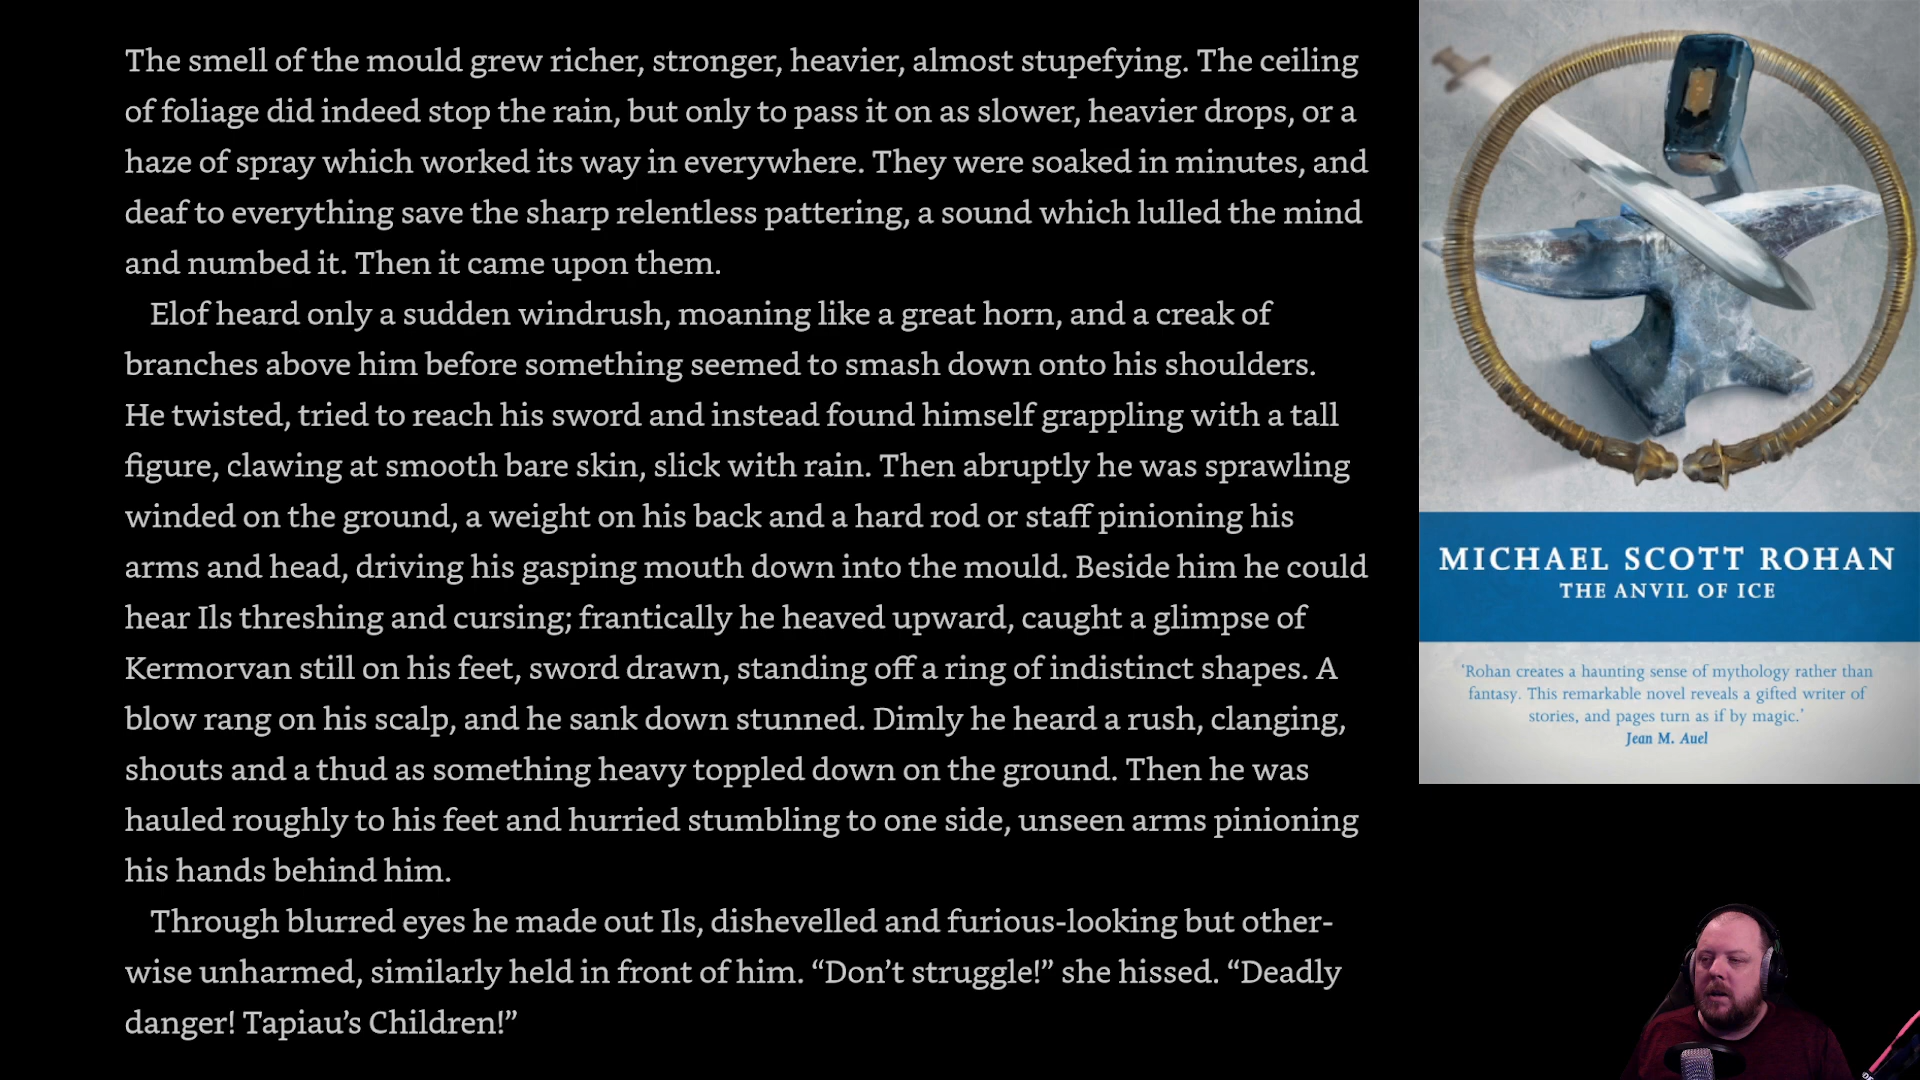 The smell of the mould grew richer, stronger, heavier, almost stupefying. The ceiling
of foliage did indeed stop the rain, but only to pass it on as slower, heavier drops, or a
haze of spray which worked its way in everywhere. They were soaked in minutes, and
deaf to everything save the sharp relentless pattering, a sound which lulled the mind
and numbed it. Then it came upon them.
Elof heard only a sudden windrush, moaning like a great horn, and a creak of
branches above him before something seemed to smash down onto his shoulders.
He twisted, tried to reach his sword and instead found himself grappling with a tall
figure, clawing at smooth bare skin, slick with rain. Then abruptly he was sprawling
winded on the ground, a weight on his back and a hard rod or staff pinioning his
arms and head, driving his gasping mouth down into the mould. Beside him he could
hear Ils threshing and cursing; frantically he heaved upward, caught a glimpse of
Kermorvan still on his feet, sword drawn, standing off a ring of indistinct shapes. A
blow rang on his scalp, and he sank down stunned. Dimly he heard a rush, clanging,
shouts and a thud as something heavy toppled down on the ground. Then he was
hauled roughly to his feet and hurried stumbling to one side, unseen arms pinioning
his hands behind him.
Through blurred eyes he made out Ils, dishevelled and furious-looking but other-
wise unharmed, similarly held in front of him. “Don’t struggle!” she hissed. “Deadly
danger! Tapiau’s Children!”
MICHAEL SCOTT ROHAN
THE ANVIL OF ICE
‘Rohan creates a haunting sense of mythology rather than
fantasy. This remarkable novel reveals a gifted writer of
stories, and pages turn as if by magic.’
Jean M. Auel